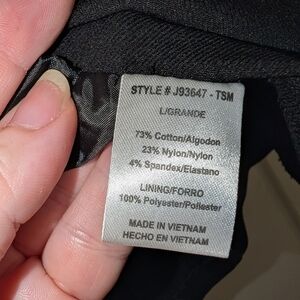 STYLE # J93647 - TSM
L/GRANDE
73% Cotton/Algodon
23% Nylon/Nylon
4% Spandex/Elastano
LINING/FORRO
100% Polyester/Poliester
MADE IN VIETNAM
HECHO EN VIETNAM